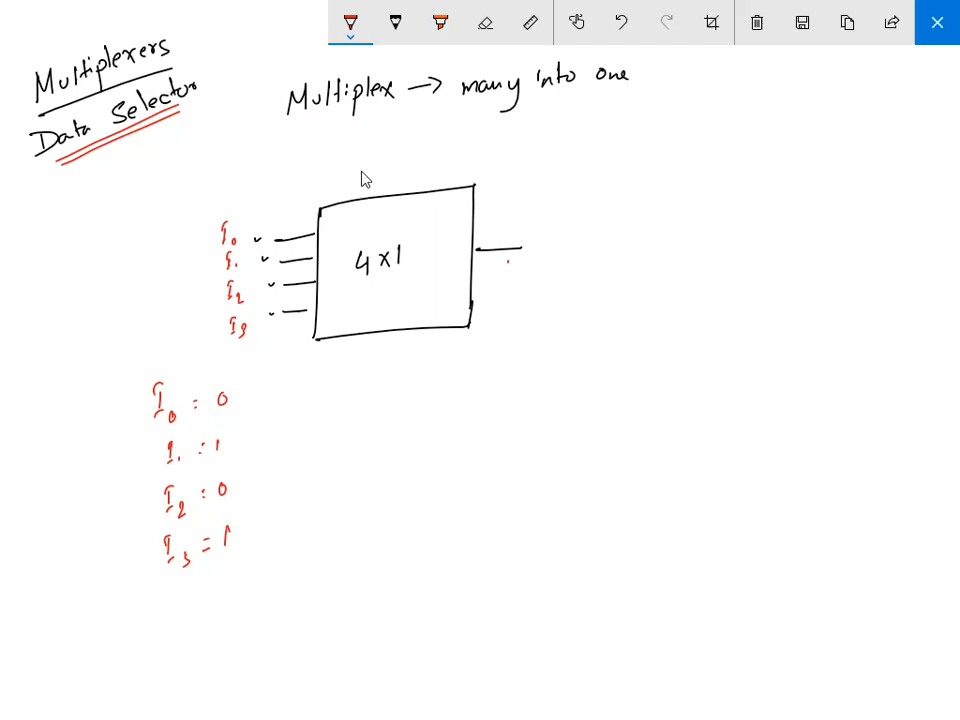 Multiplexers
Data Selector
Multiplex → many into one
I0
I1
I2
I3
4x1
I0 = 0
I1 = 1
I2 = 0
I3 = 1